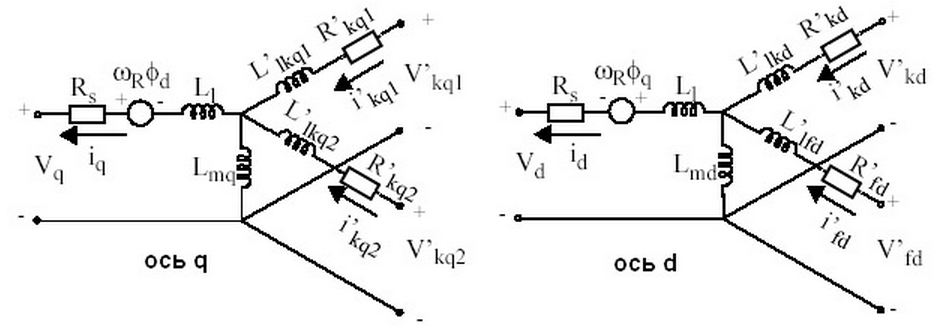 + Rs + ωRϕd - Ll L'lkq1 R'kq1 +
i'kq1 V'kq1
L'lkq2 -
Vq iq Lmq R'kq2 +
i'kq2 V'kq2
-
ось q
-
+ Rs - ωRϕq + Ll L'lkd R'kd +
i'kd V'kd
L'lfd -
Vd id Lmd R'fd +
i'fd V'fd
-
ось d
-